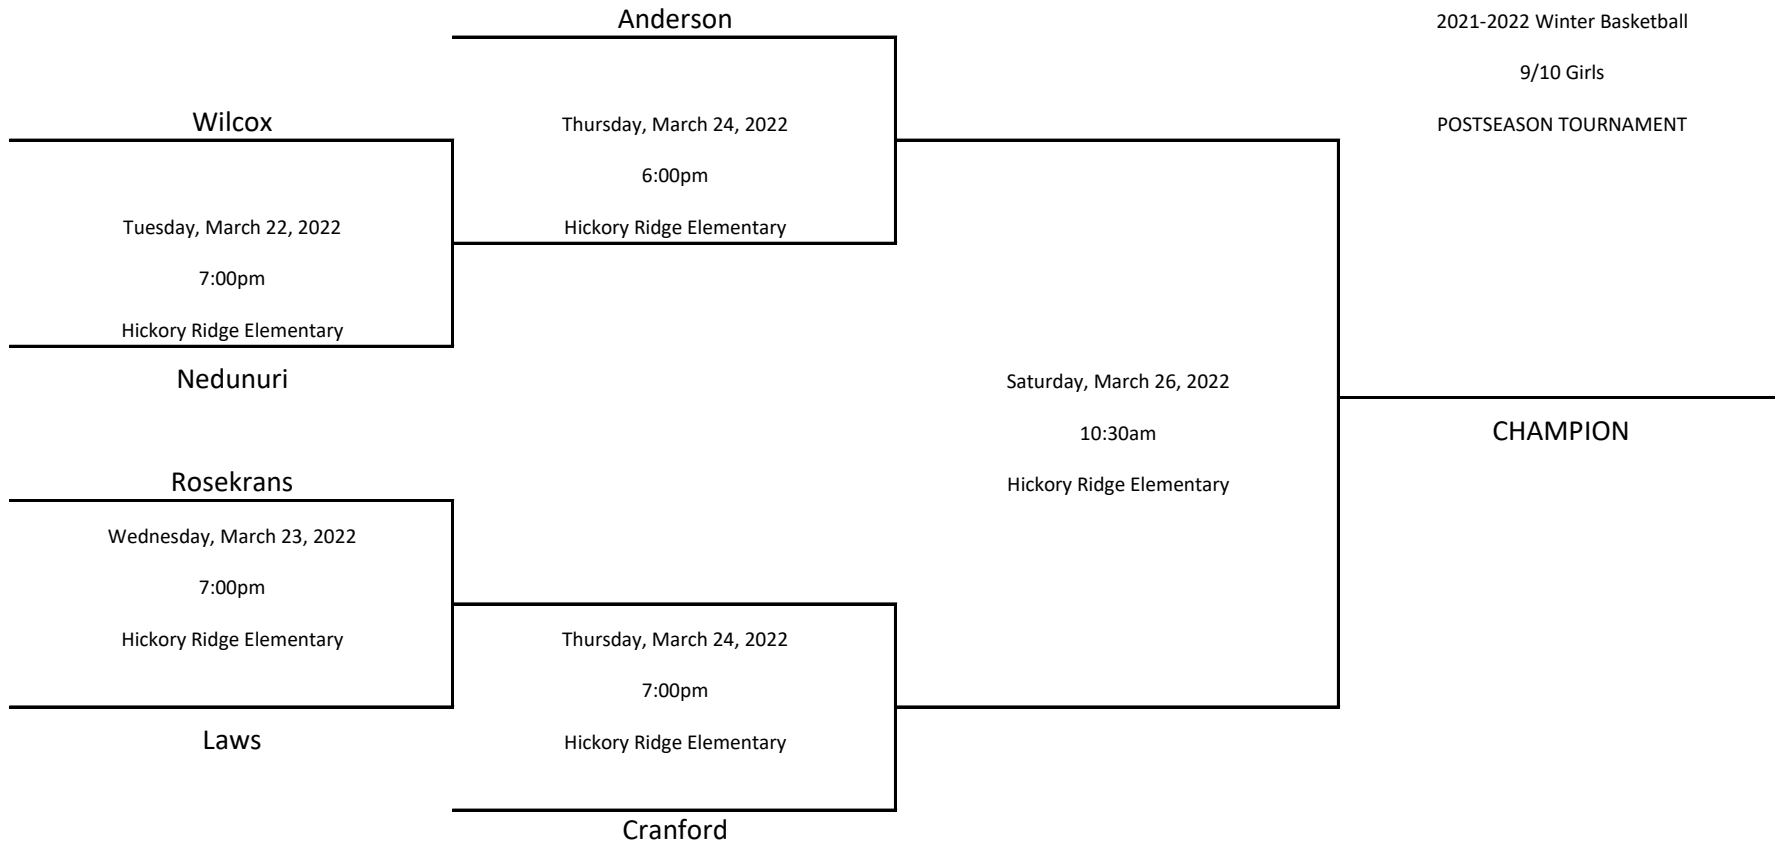 Anderson
2021-2022 Winter Basketball
9/10 Girls
Wilcox
Thursday, March 24, 2022
POSTSEASON TOURNAMENT
6:00pm
Tuesday, March 22, 2022
Hickory Ridge Elementary
7:00pm
Hickory Ridge Elementary
Nedunuri
Saturday, March 26, 2022
10:30am
CHAMPION
Rosekrans
Hickory Ridge Elementary
Wednesday, March 23, 2022
7:00pm
Hickory Ridge Elementary
Thursday, March 24, 2022
7:00pm
Laws
Hickory Ridge Elementary
Cranford